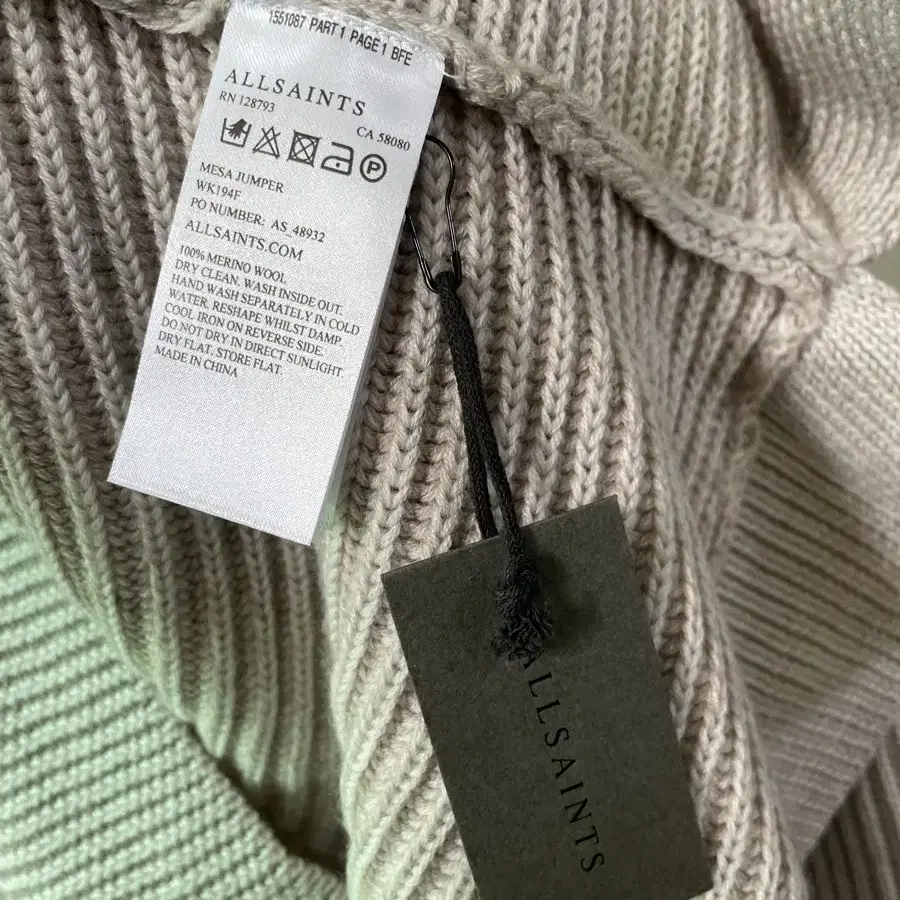 1551087 PART 1 PAGE 1 BFE
ALLSAINTS
RN 128793
CA 58080
P
MESA JUMPER
WK194F
PO NUMBER: AS_48932
ALLSAINTS.COM
100% MERINO WOOL
DRY CLEAN. WASH INSIDE OUT.
HAND WASH SEPARATELY IN COLD
WATER. RESHAPE WHILST DAMP.
COOL IRON ON REVERSE SIDE.
DO NOT DRY IN DIRECT SUNLIGHT.
DRY FLAT. STORE FLAT.
MADE IN CHINA
ALLSAINTS